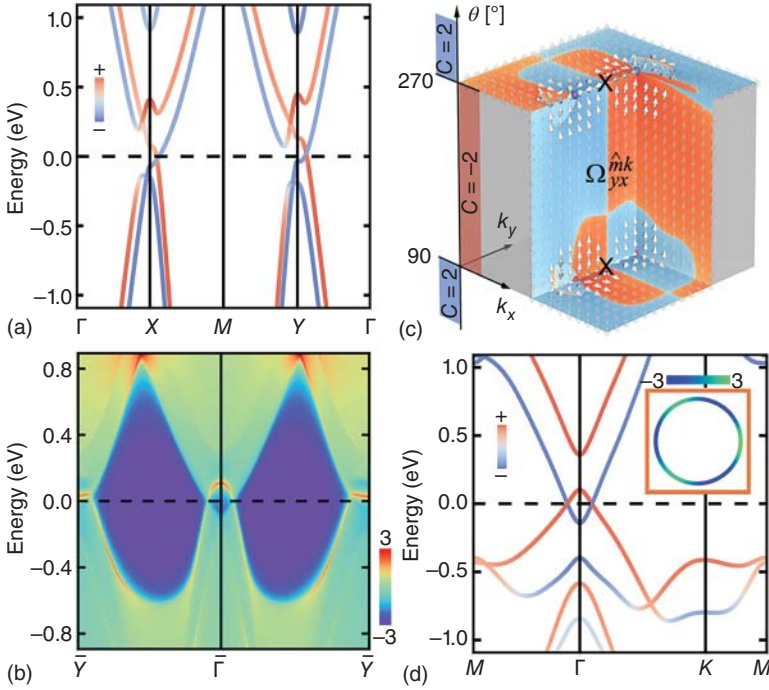 Energy (eV)
1.0
0.5
0.0
−0.5
−1.0
+
−
(a)
Γ X M Y Γ
θ [°]
270
90
C = 2
C = −2
C = 2
k_y
k_x
X
X
Ω^{m̂k}_{yx}
(c)
Energy (eV)
0.8
0.4
0.0
−0.4
−0.8
3
−3
(b)
Ȳ Γ̄ Ȳ
Energy (eV)
1.0
0.5
0.0
−0.5
−1.0
+
−
−3 3
(d)
M Γ K M